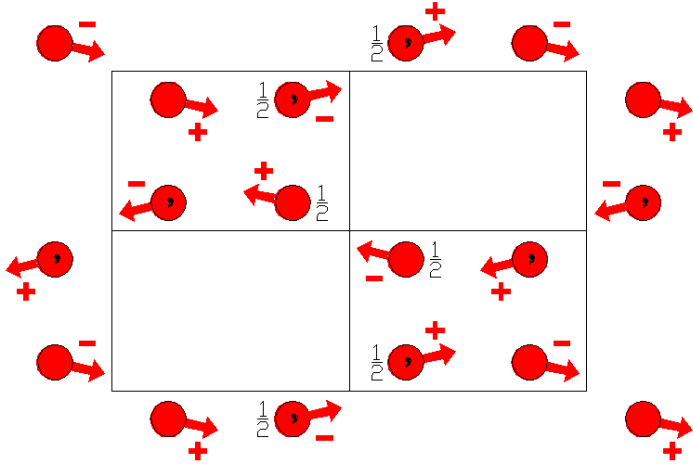 − 1/2 , + −
+ 1/2 , − +
− , + 1/2 − ,
, + − 1/2 + ,
− 1/2 , + −
+ 1/2 , − +